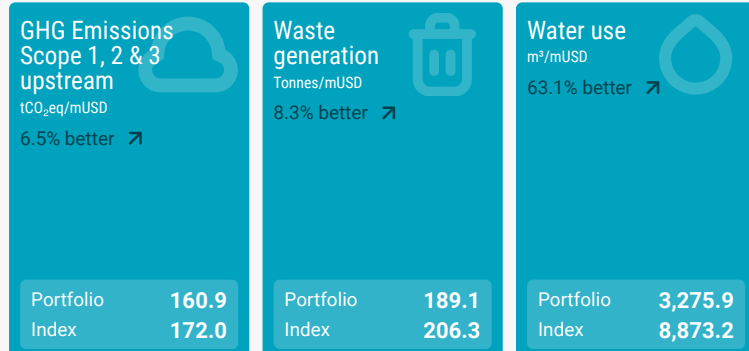 GHG Emissions
Scope 1, 2 & 3
upstream
tCO₂eq/mUSD
6.5% better
Portfolio 160.9
Index 172.0
Waste
generation
Tonnes/mUSD
8.3% better
Portfolio 189.1
Index 206.3
Water use
m³/mUSD
63.1% better
Portfolio 3,275.9
Index 8,873.2